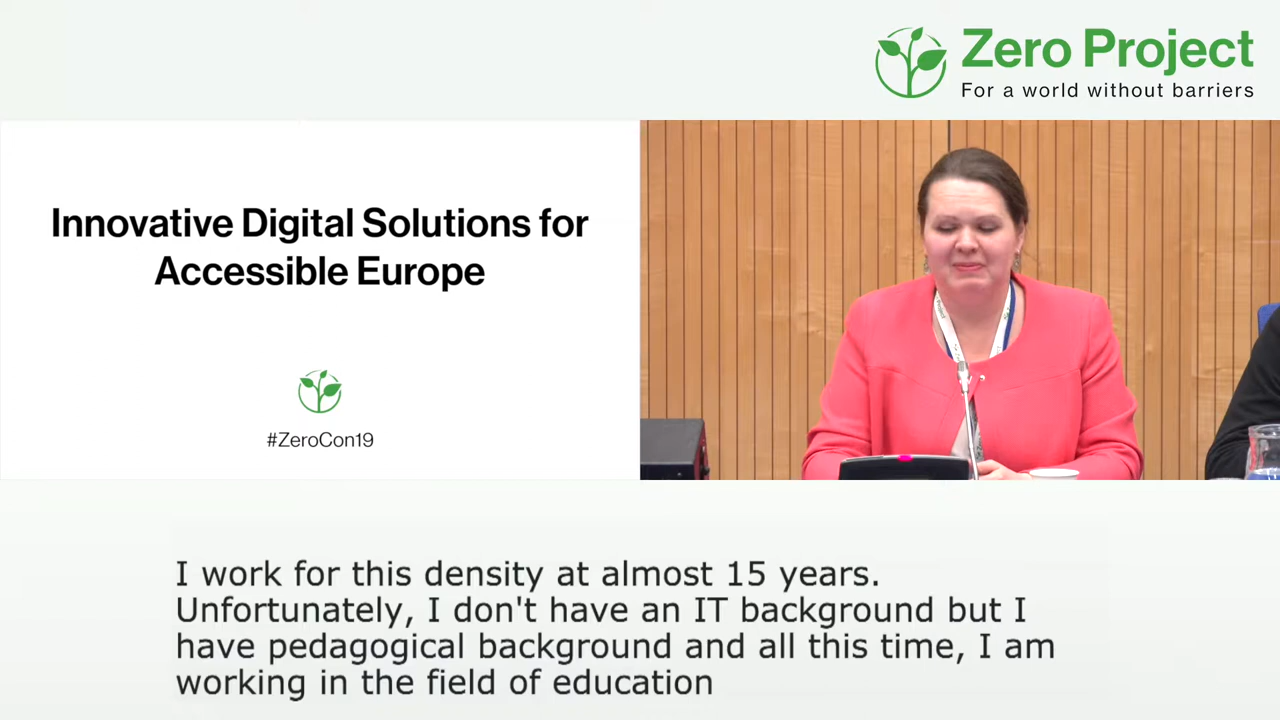 Zero Project
For a world without barriers
Innovative Digital Solutions for
Accessible Europe
#ZeroCon19
I work for this density at almost 15 years.
Unfortunately, I don't have an IT background but I
have pedagogical background and all this time, I am
working in the field of education